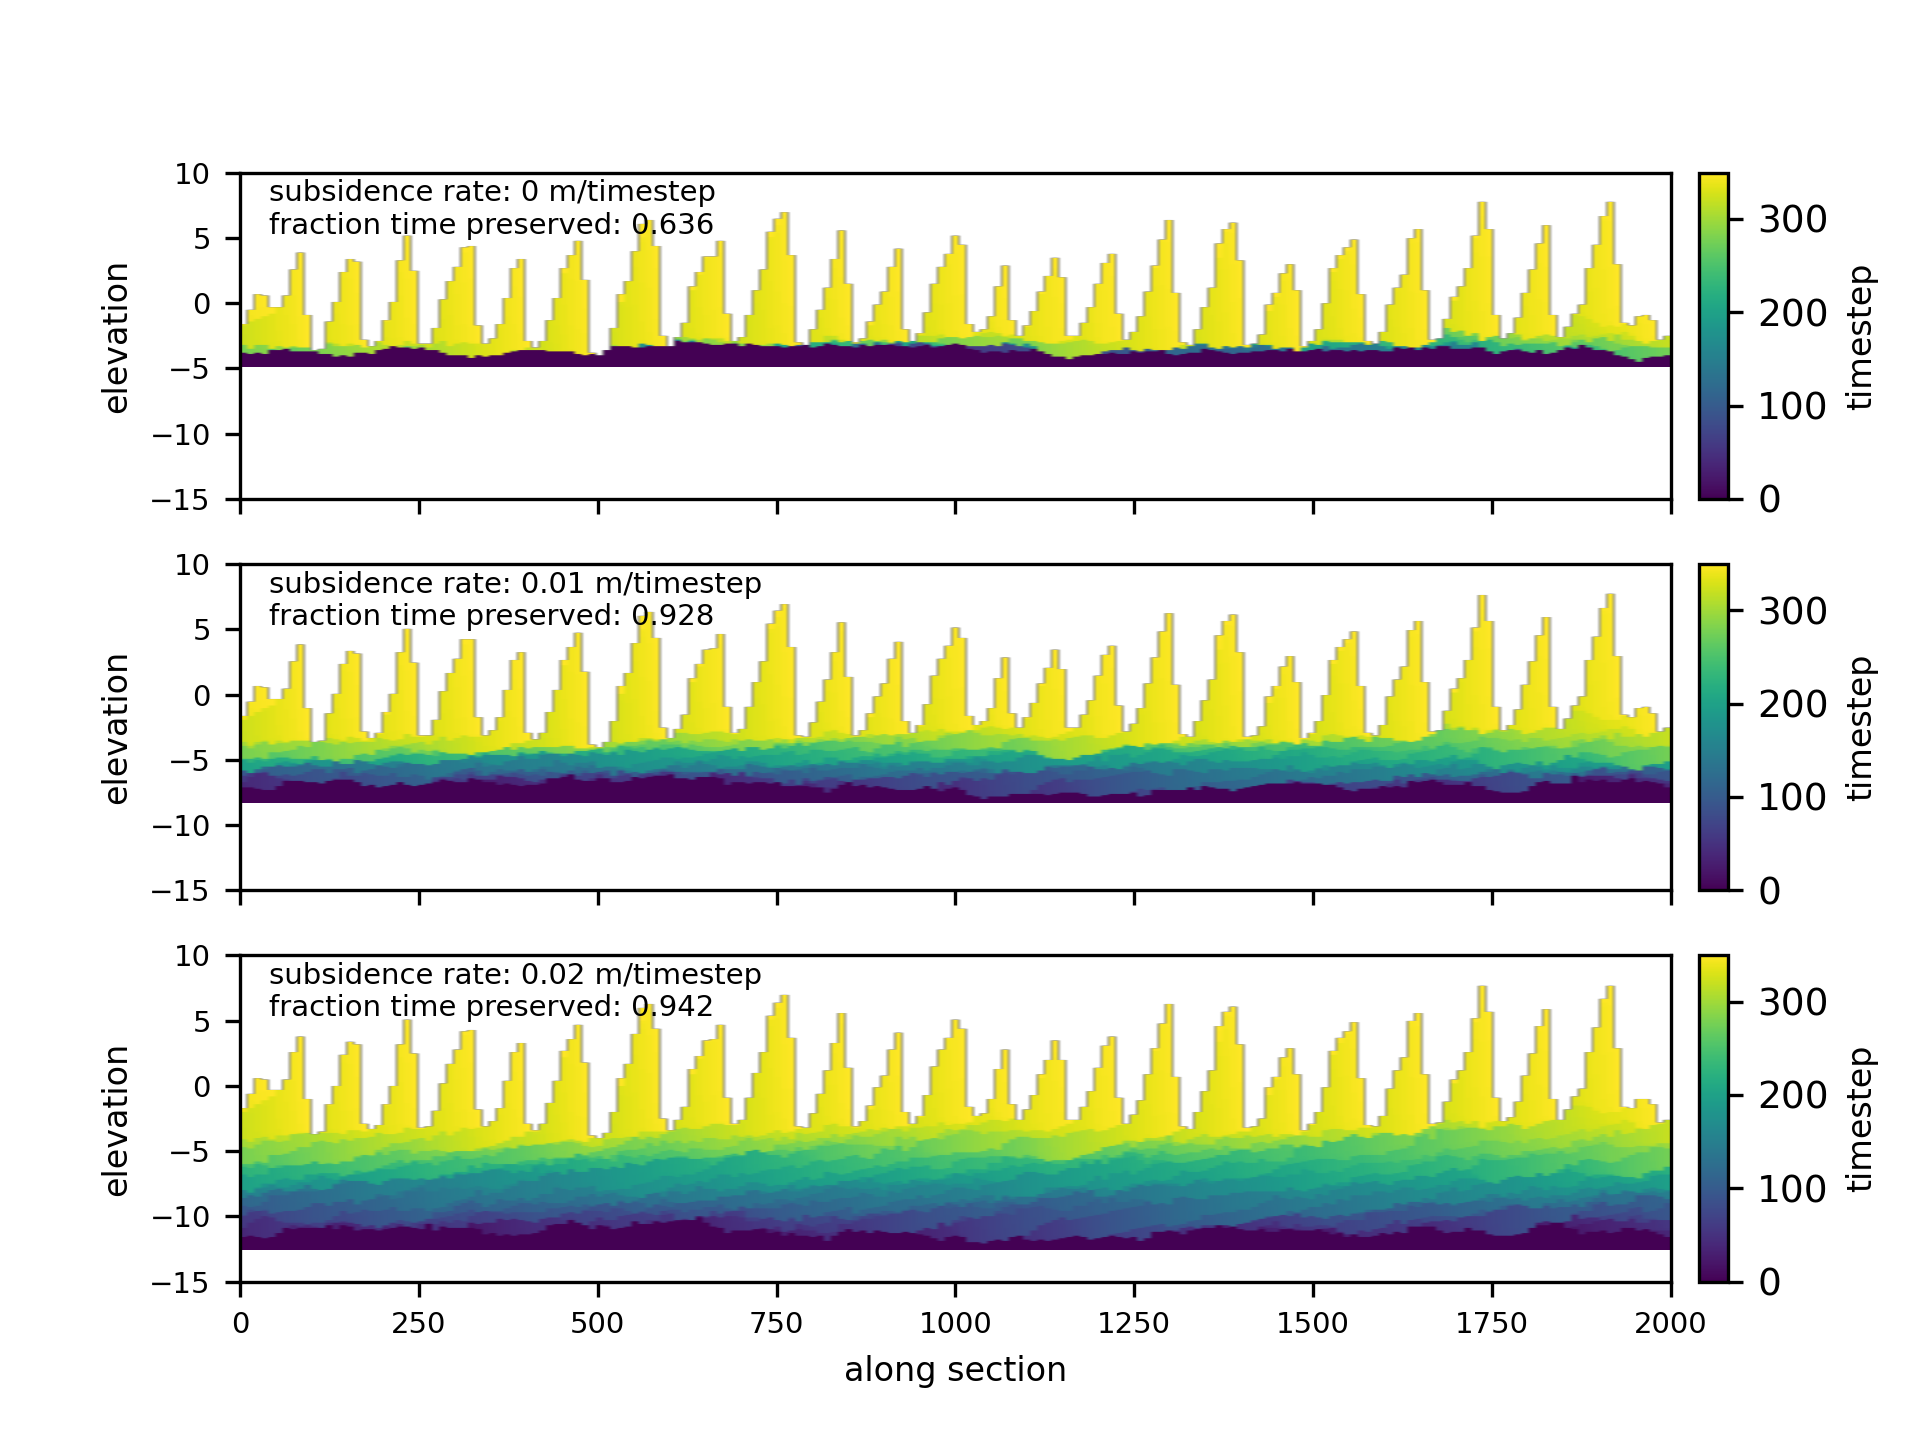 10
5
0
−5
−10
−15
elevation
subsidence rate: 0 m/timestep
fraction time preserved: 0.636
300
200
100
0
timestep
10
5
0
−5
−10
−15
elevation
subsidence rate: 0.01 m/timestep
fraction time preserved: 0.928
300
200
100
0
timestep
10
5
0
−5
−10
−15
elevation
subsidence rate: 0.02 m/timestep
fraction time preserved: 0.942
300
200
100
0
timestep
0 250 500 750 1000 1250 1500 1750 2000
along section